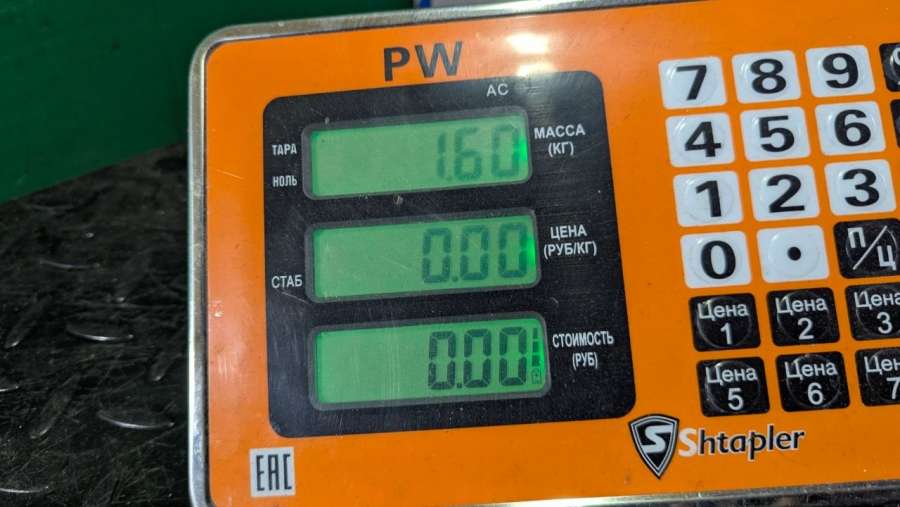 PW
AC
ТАРА
НОЛЬ
1.60
МАССА
(КГ)
СТАБ
0.00
ЦЕНА
(РУБ/КГ)
0.00
СТОИМОСТЬ
(РУБ)
7 8 9
4 5 6
1 2 3
0 • П/Ц
Цена 1
Цена 2
Цена 3
Цена 5
Цена 6
7
EAC
S Shtapler